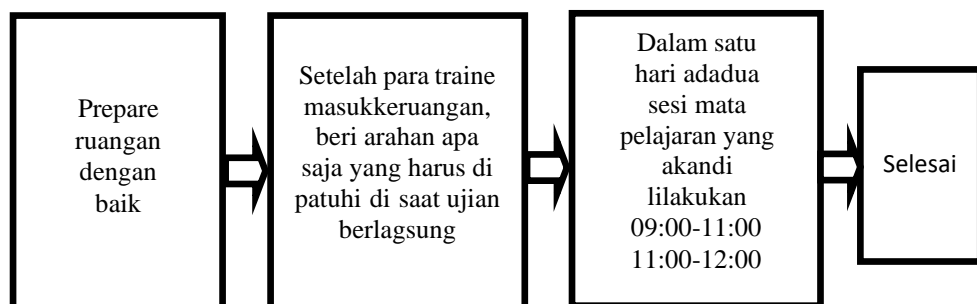 Prepare
ruangan
dengan
baik
Setelah para traine
masukkeruangan,
beri arahan apa
saja yang harus di
patuhi di saat ujian
berlagsung
Dalam satu
hari adadua
sesi mata
pelajaran yang
akandi
lilakukan
09:00-11:00
11:00-12:00
Selesai